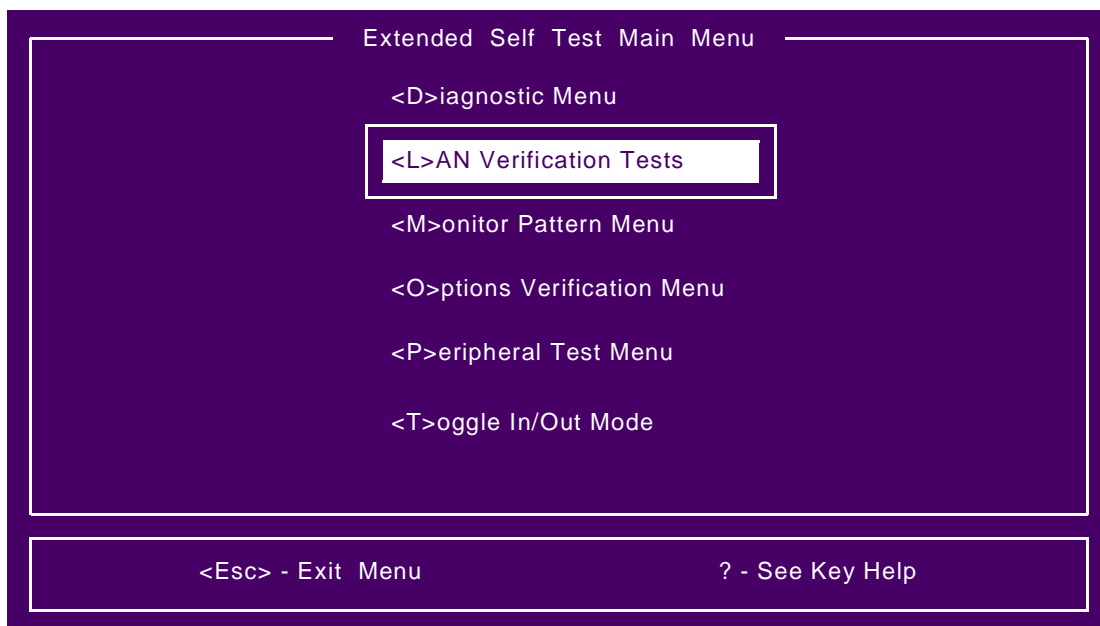 Extended Self Test Main Menu
<D>iagnostic Menu
<L>AN Verification Tests
<M>onitor Pattern Menu
<O>ptions Verification Menu
<P>eripheral Test Menu
<T>oggle In/Out Mode
<Esc> - Exit Menu ? - See Key Help